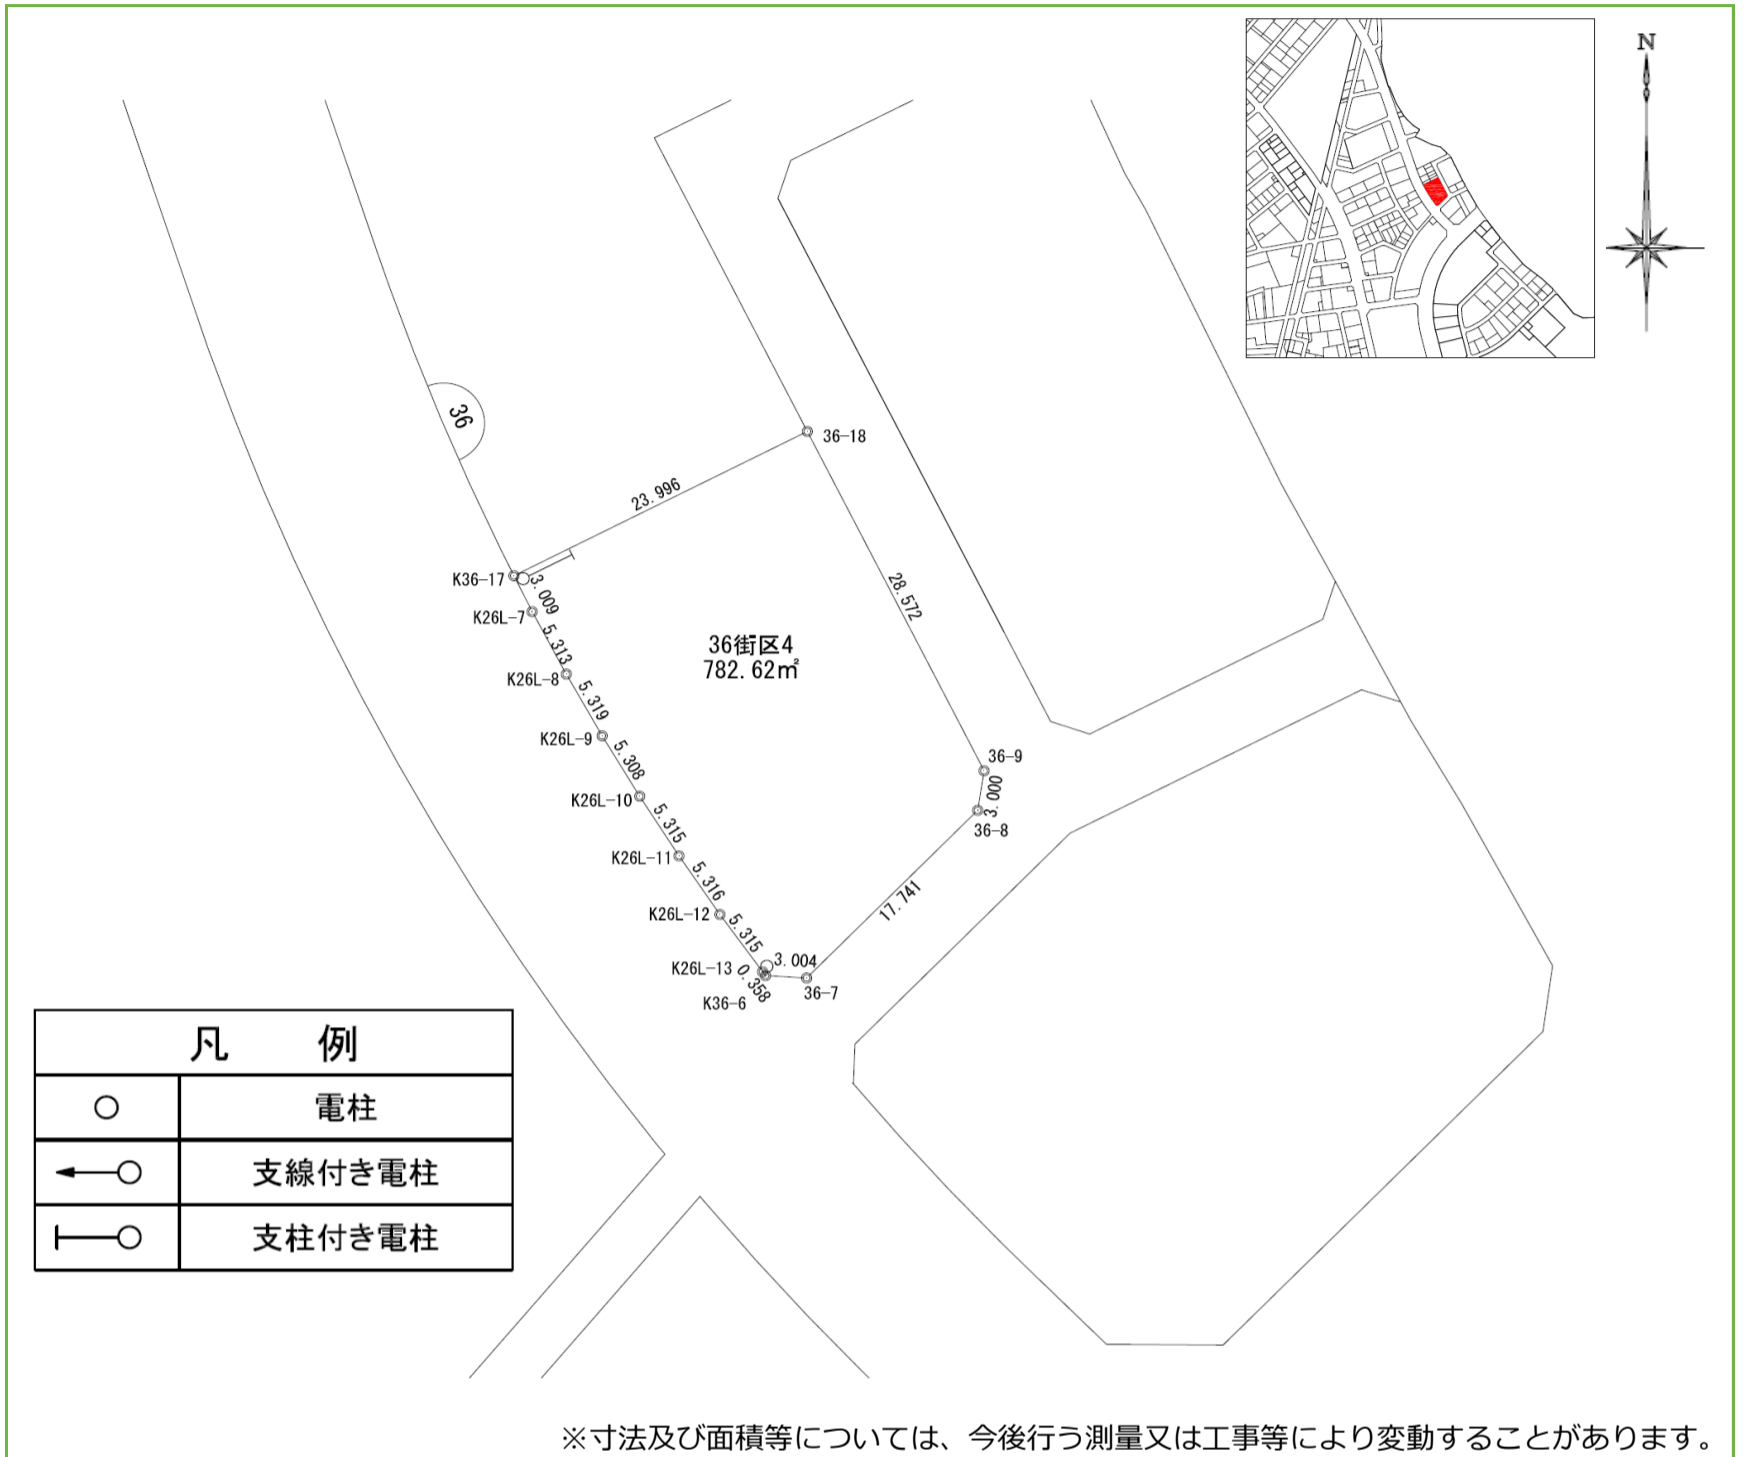 N
36
36-18
23.996
K36-17
3.009
K26L-7
5.313
28.572
36街区4
782.62㎡
K26L-8
5.319
K26L-9
5.308
36-9
3.000
K26L-10
36-8
5.315
K26L-11
5.316
17.741
K26L-12
5.315
3.004
K26L-13
0.358
36-7
K36-6
凡 例
電柱
支線付き電柱
支柱付き電柱
※寸法及び面積等については、今後行う測量又は工事等により変動することがあります。